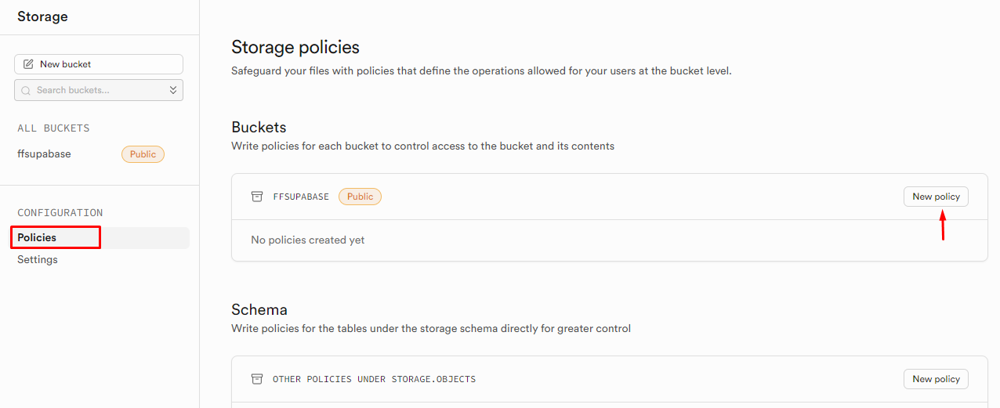 Storage
New bucket
Search buckets...
ALL BUCKETS
ffsupabase Public
CONFIGURATION
Policies
Settings
Storage policies
Safeguard your files with policies that define the operations allowed for your users at the bucket level.
Buckets
Write policies for each bucket to control access to the bucket and its contents
FFSUPABASE Public New policy
No policies created yet
Schema
Write policies for the tables under the storage schema directly for greater control
OTHER POLICIES UNDER STORAGE.OBJECTS New policy